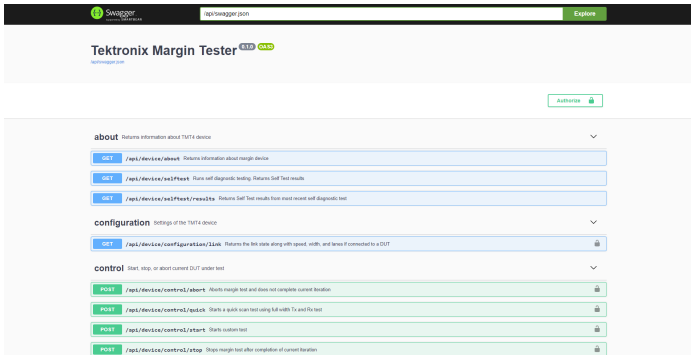 Swagger
SMARTBEAR
/api/swagger.json
Explore
Tektronix Margin Tester 0.1.0 OAS3
/api/swagger.json
Authorize
about Returns information about TMT4 device
GET /api/device/about Returns information about margin device
GET /api/device/selftest Runs self diagnostic testing. Returns Self Test results
GET /api/device/selftest/results Returns Self Test results from most recent self diagnostic test
configuration Settings of the TMT4 device
GET /api/device/configuration/link Returns the link state along with speed, width, and lanes if connected to a DUT
control Start, stop, or abort current DUT under test
POST /api/device/control/abort Aborts margin test and does not complete current iteration
POST /api/device/control/quick Starts a quick scan test using full width Tx and Rx test
POST /api/device/control/start Starts custom test
POST /api/device/control/stop Stops margin test after completion of current iteration